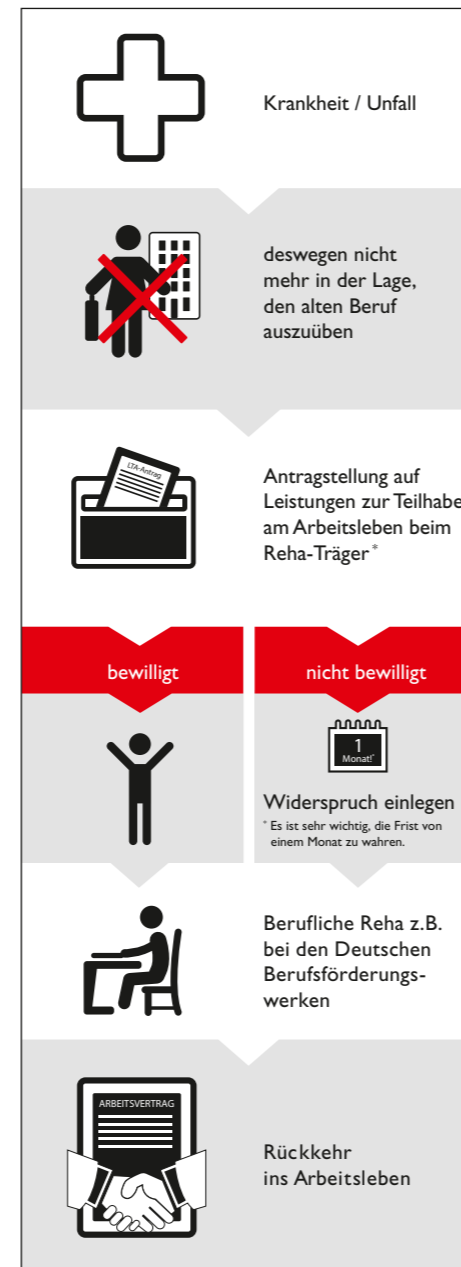 Krankheit / Unfall
deswegen nicht
mehr in der Lage,
den alten Beruf
auszuüben
LTA-Antrag
Antragstellung auf
Leistungen zur Teilhabe
am Arbeitsleben beim
Reha-Träger *
bewilligt
nicht bewilligt
1
Monat!*
Widerspruch einlegen
* Es ist sehr wichtig, die Frist von
einem Monat zu wahren.
Berufliche Reha z.B.
bei den Deutschen
Berufsförderungs-
werken
ARBEITSVERTRAG
Rückkehr
ins Arbeitsleben